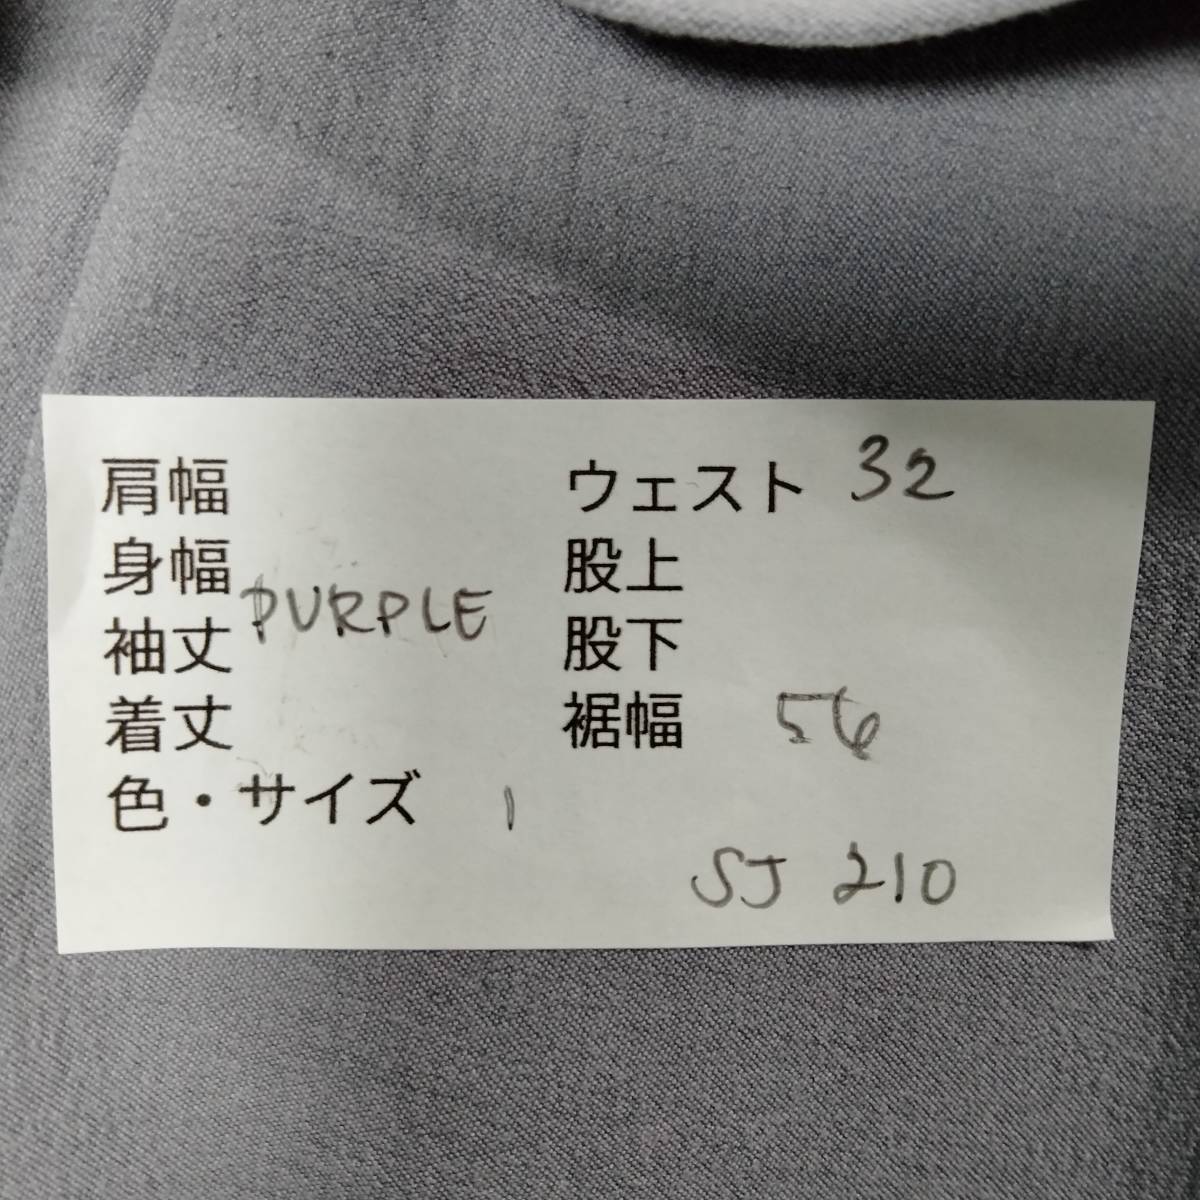 肩幅
身幅
PURPLE
袖丈
着丈
色・サイズ 1
ウェスト 32
股上
股下
裾幅 56
SJ 210